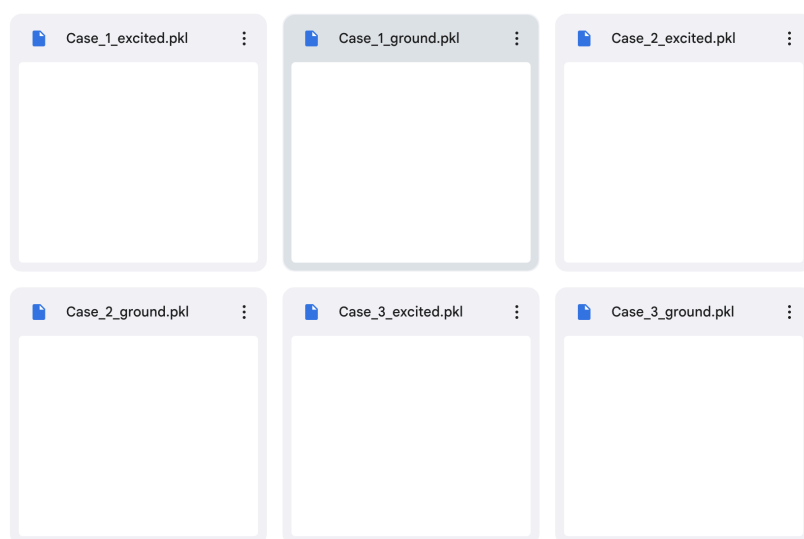 Case_1_excited.pkl
Case_1_ground.pkl
Case_2_excited.pkl
Case_2_ground.pkl
Case_3_excited.pkl
Case_3_ground.pkl